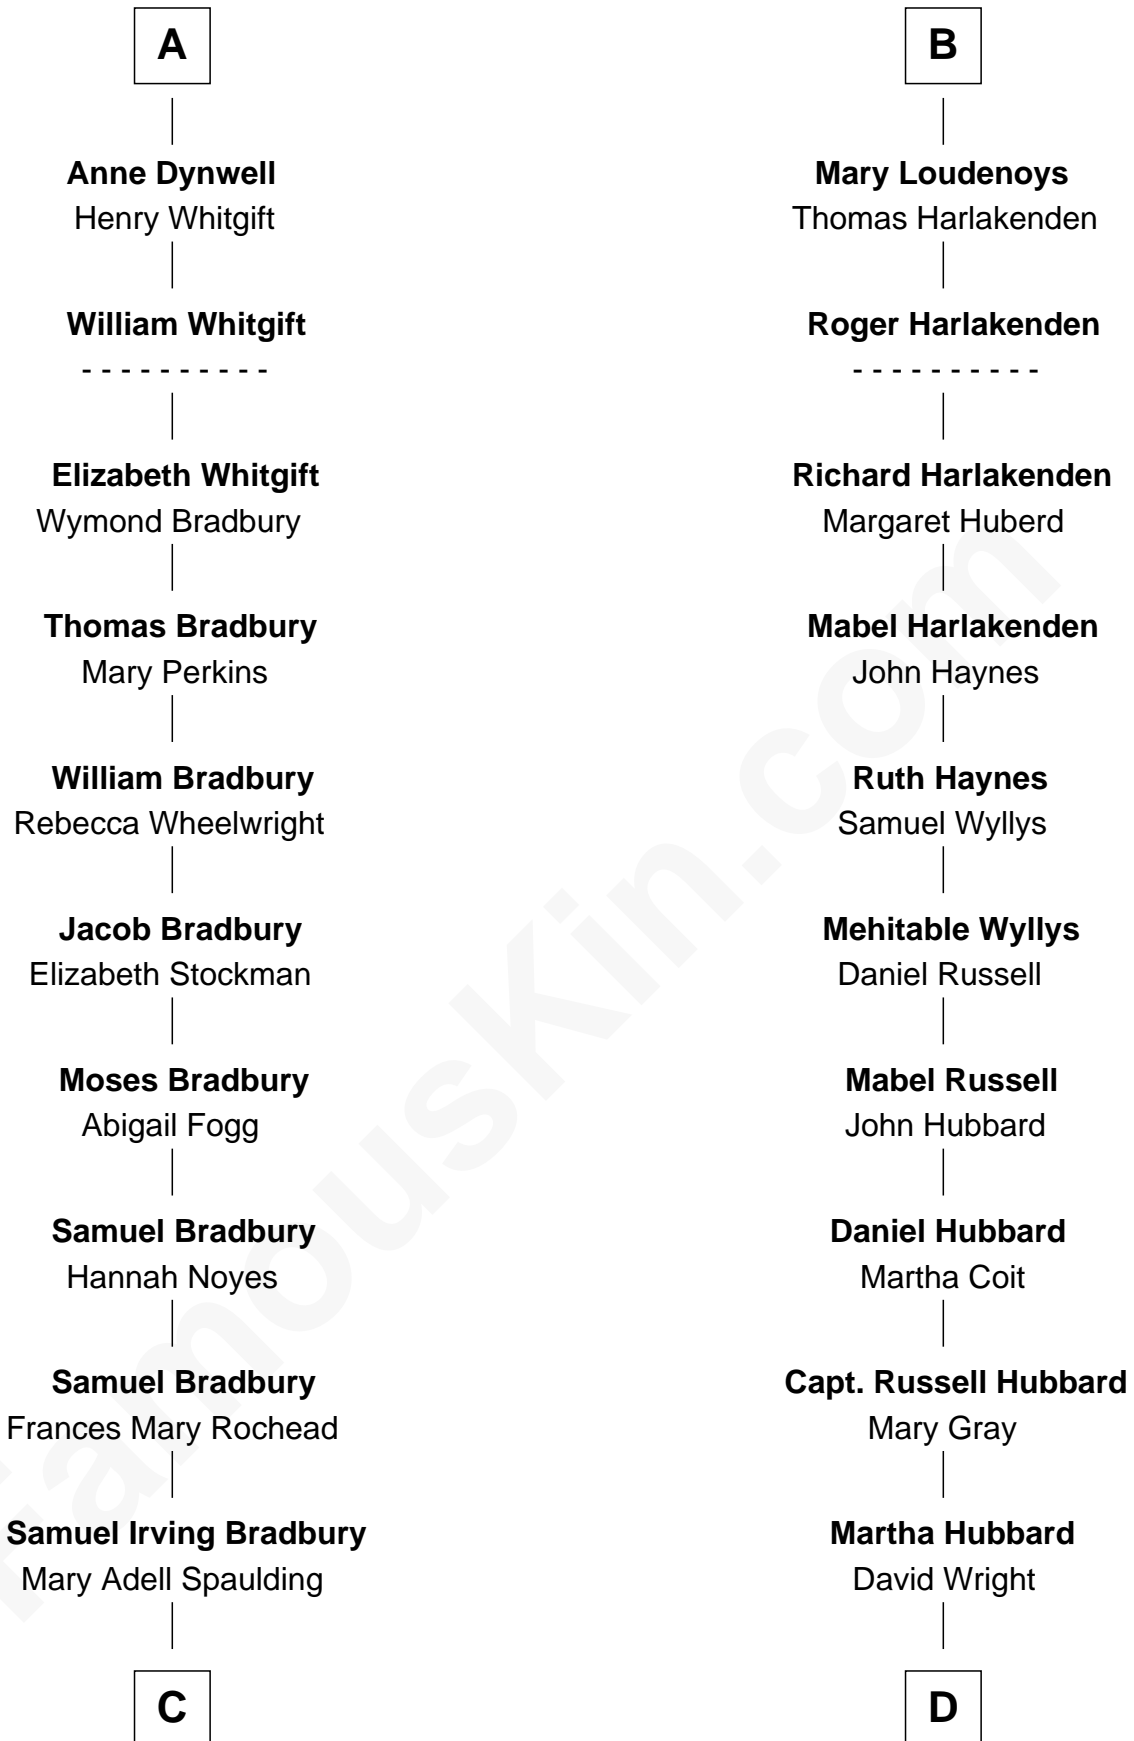 A
Anne Dynwell
Henry Whitgift
William Whitgift
- - - - - - - - - -
Elizabeth Whitgift
Wymond Bradbury
Thomas Bradbury
Mary Perkins
William Bradbury
Rebecca Wheelwright
Jacob Bradbury
Elizabeth Stockman
Moses Bradbury
Abigail Fogg
Samuel Bradbury
Hannah Noyes
Samuel Bradbury
Frances Mary Rochead
Samuel Irving Bradbury
Mary Adell Spaulding
C
B
Mary Loudenoys
Thomas Harlakenden
Roger Harlakenden
- - - - - - - - - -
Richard Harlakenden
Margaret Huberd
Mabel Harlakenden
John Haynes
Ruth Haynes
Samuel Wyllys
Mehitable Wyllys
Daniel Russell
Mabel Russell
John Hubbard
Daniel Hubbard
Martha Coit
Capt. Russell Hubbard
Mary Gray
Martha Hubbard
David Wright
D
FamousKin.com